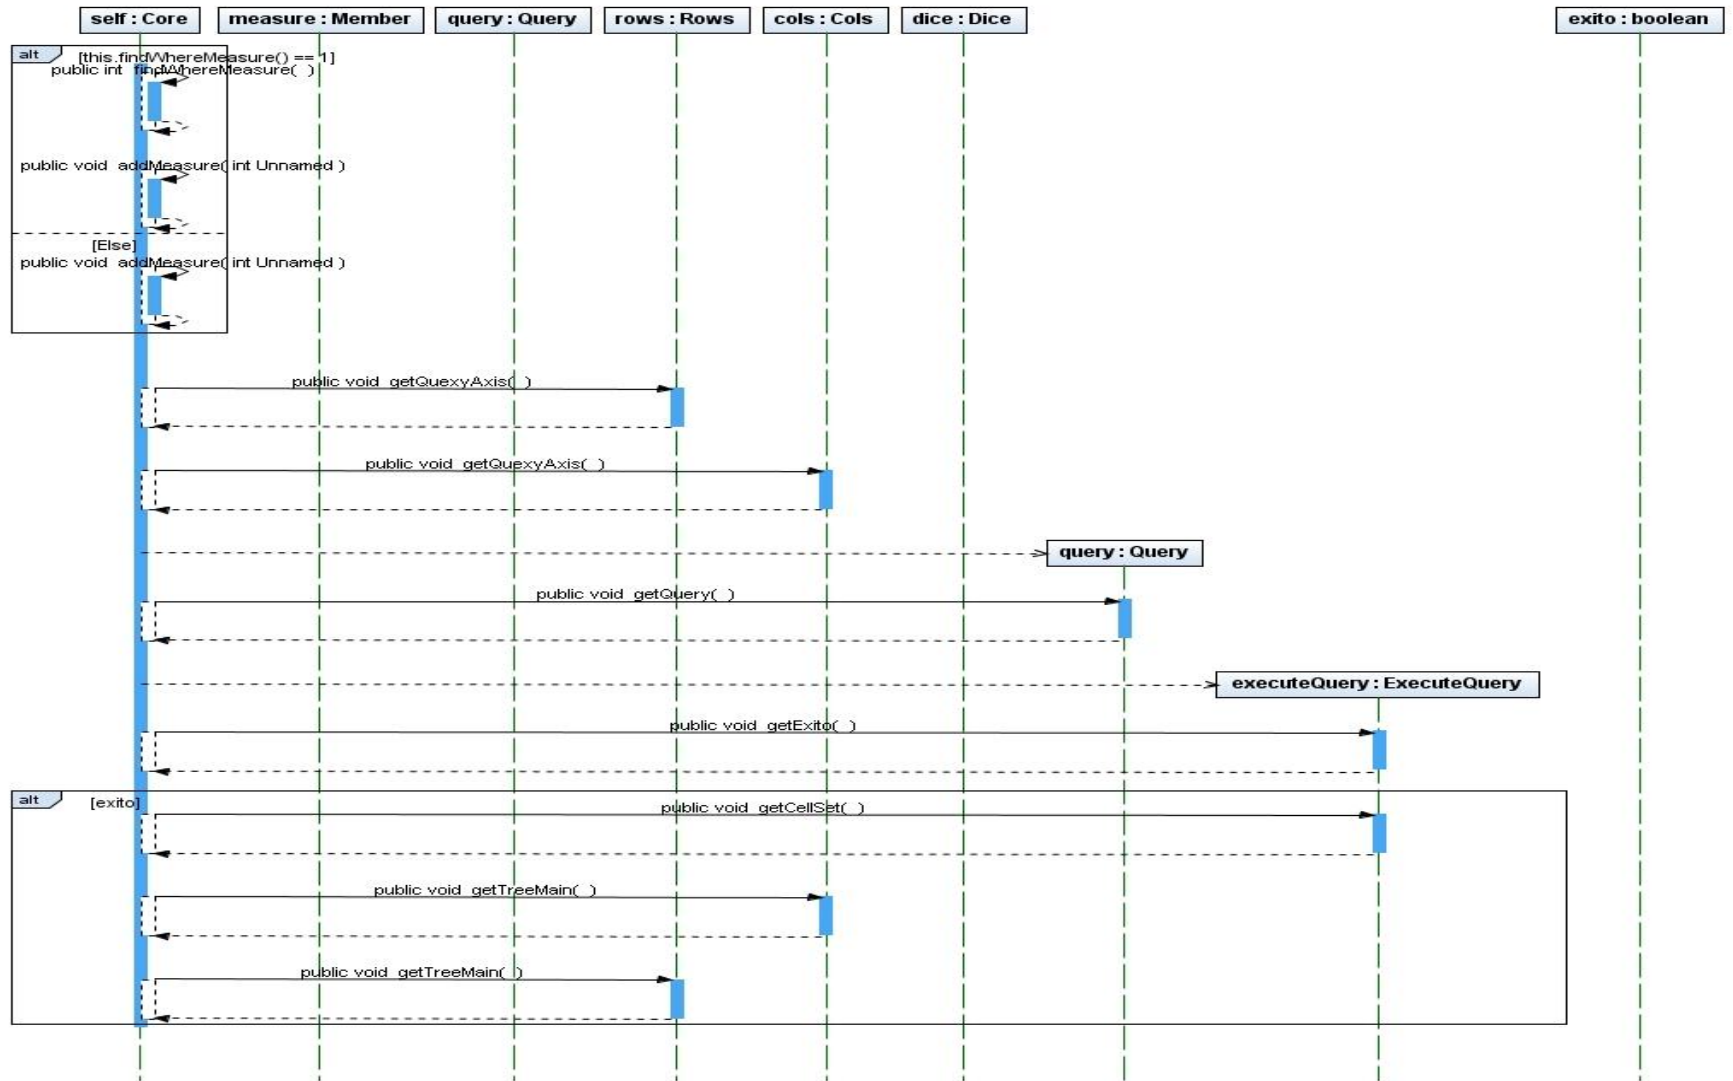 self : Core
measure : Member
query : Query
rows : Rows
cols : Cols
dice : Dice
exito : boolean
alt
[this.findWhereMeasure() == 1]
public int findWhereMeasure( )
public void addMeasure( int Unnamed )
[Else]
public void addMeasure( int Unnamed )
public void getQuexyAxis( )
public void getQuexyAxis( )
query : Query
public void getQuery( )
executeQuery : ExecuteQuery
public void getExito( )
alt
[exito]
public void getCellSet( )
public void getTreeMain( )
public void getTreeMain( )